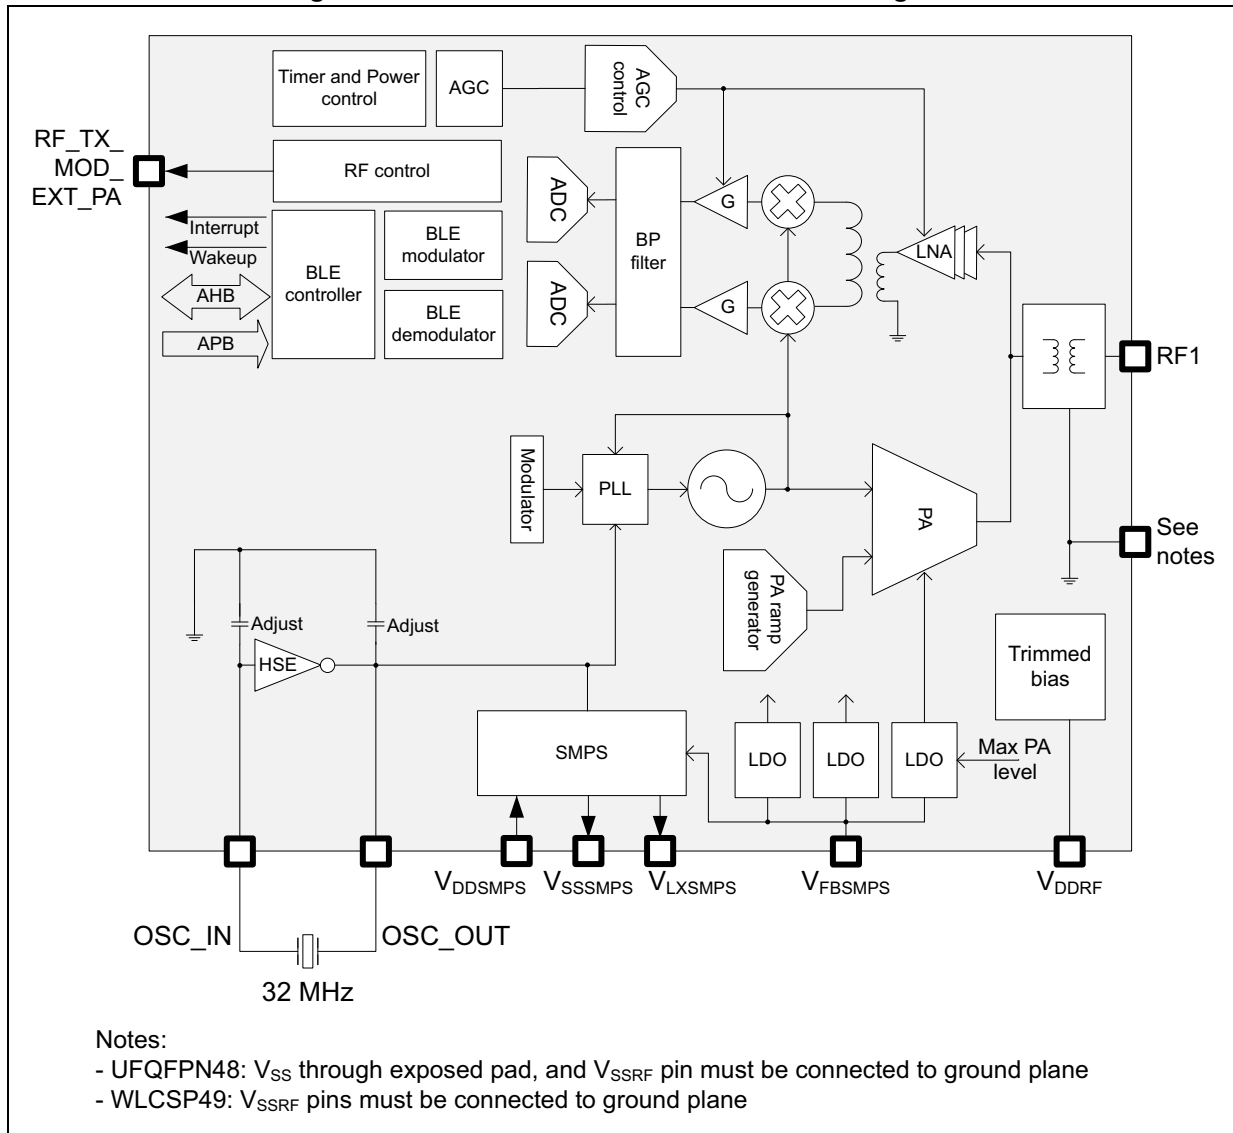 Timer and Power
control
AGC
AGC
control
RF_TX_
MOD_
EXT_PA
RF control
ADC
ADC
BP
filter
G
G
LNA
Interrupt
Wakeup
AHB
APB
BLE
controller
BLE
modulator
BLE
demodulator
RF1
Modulator
PLL
PA
See
notes
PA ramp
generator
Adjust
Adjust
HSE
Trimmed
bias
SMPS
LDO
LDO
LDO
Max PA
level
VDDSMPS
VSSSMPS
VLXSMPS
VFBSMPS
VDDRF
OSC_IN
OSC_OUT
32 MHz
Notes:
- UFQFPN48: VSS through exposed pad, and VSSRF pin must be connected to ground plane
- WLCSP49: VSSRF pins must be connected to ground plane